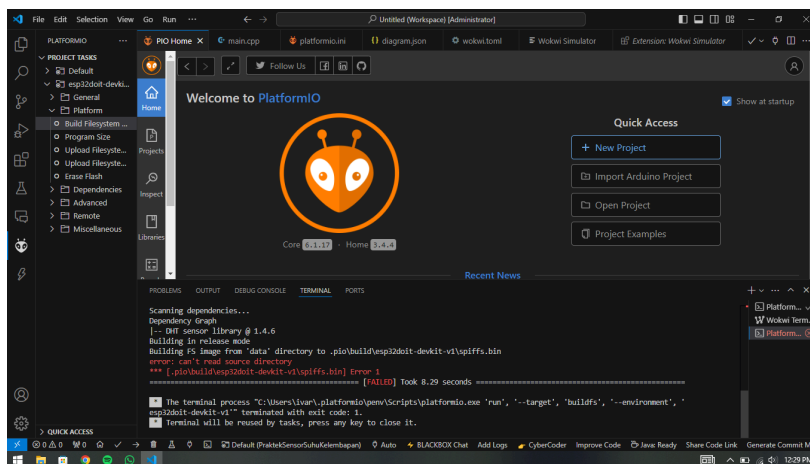 File Edit Selection View Go Run ··· Untitled (Workspace) [Administrator]
PLATFORMIO ··· PIO Home main.cpp platformio.ini diagram.json wokwi.toml Wokwi Simulator Extension: Wokwi Simulator
PROJECT TASKS
Default
esp32doit-devki...
General
Platform
Build Filesystem ...
Program Size
Upload Filesyste...
Upload Filesyste...
Erase Flash
Dependencies
Advanced
Remote
Miscellaneous
QUICK ACCESS
Follow Us
Home
Projects
Inspect
Libraries
Welcome to PlatformIO
Show at startup
Core 6.1.17 · Home 3.4.4
Quick Access
+ New Project
Import Arduino Project
Open Project
Project Examples
Recent News
PROBLEMS OUTPUT DEBUG CONSOLE TERMINAL PORTS
Scanning dependencies...
Dependency Graph
|-- DHT sensor library @ 1.4.6
Building in release mode
Building FS image from 'data' directory to .pio\build\esp32doit-devkit-v1\spiffs.bin
error: can't read source directory
*** [.pio\build\esp32doit-devkit-v1\spiffs.bin] Error 1
[FAILED] Took 8.29 seconds
* The terminal process "C:\Users\ivar\.platformio\penv\Scripts\platformio.exe 'run', '--target', 'buildfs', '--environment', '
esp32doit-devkit-v1'" terminated with exit code: 1.
* Terminal will be reused by tasks, press any key to close it.
Platform...
Wokwi Term.
Platform...
0 0 0 Default (PraktekSensorSuhuKelembapan) Auto BLACKBOX Chat Add Logs CyberCoder Improve Code Java: Ready Share Code Link Generate Commit M
12:29 PM